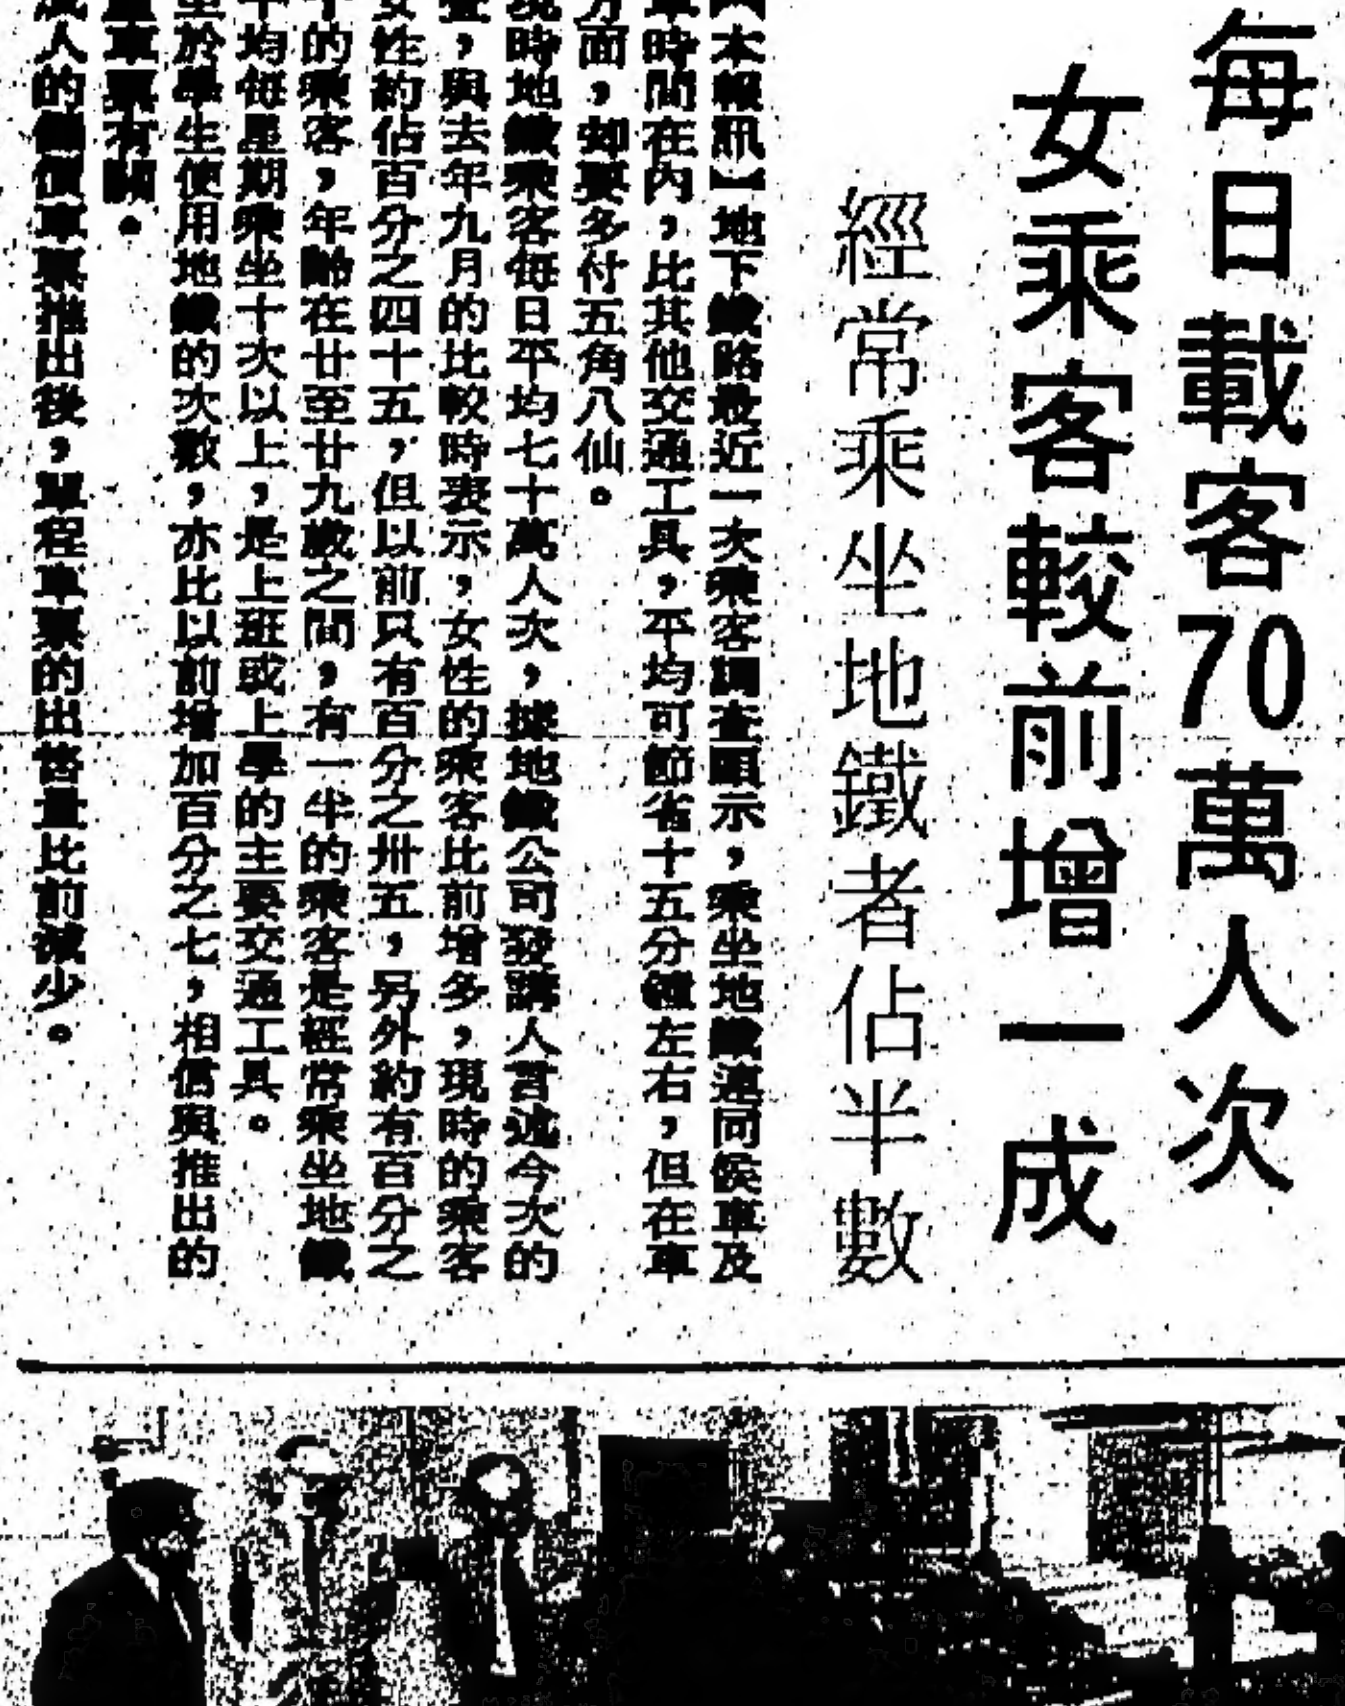 每日載客70萬人次
女乘客較前增一成
經常乘坐地鐵者佔半數
【本報訊】地下鐵路最近一次乘客調查顯示，乘坐地鐵連同候車及
車時間在內，比其他交通工具，平均可節省十五分鐘左右，但在車
方面，却要多付五角八仙。
現時地鐵乘客每日平均七十萬人次，據地鐵公司發講人言述今次的
查，與去年九月的比較時表示，女性的乘客比前增多，現時的乘客
女性約佔百分之四十五，但以前只有百分之卅五，另外約有百分之
的乘客，年齡在廿至廿九歲之間，有一半的乘客是經常乘坐地鐵
平均每星期乘坐十次以上，是上班或上學的主要交通工具。
至於學生使用地鐵的次數，亦比以前增加百分之七，相信與推出的
童車票有關。
成人的儲值車票推出後，單程車票的出售量比前減少。